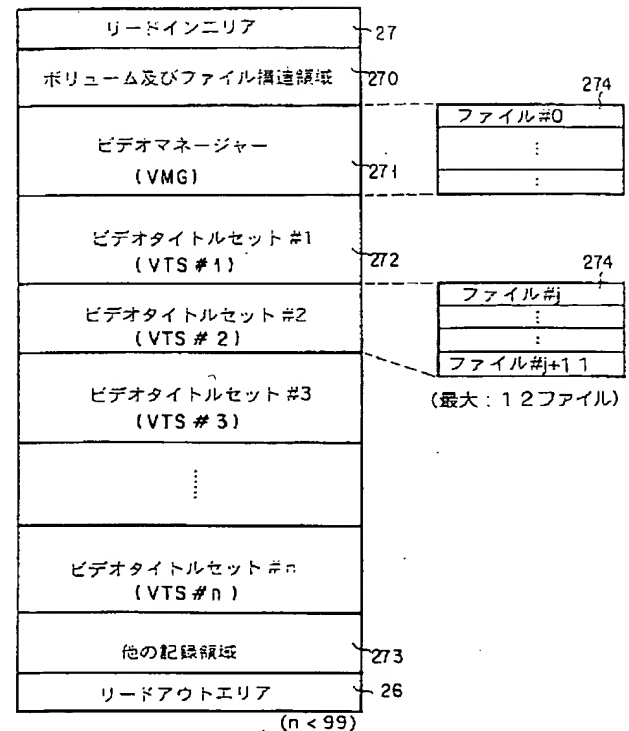 リードインエリア
27
ボリューム及びファイル構造領域
270
ビデオマネージャー
(VMG)
271
274
ファイル#0
⋮
:
ビデオタイトルセット #1
(VTS #1)
272
ビデオタイトルセット #2
(VTS # 2)
274
ファイル#j
:
:
ファイル#j+11
(最大:12ファイル)
ビデオタイトルセット #3
(VTS # 3)
⋮
ビデオタイトルセット #n
(VTS #n)
他の記録領域
273
リードアウトエリア
26
(n < 99)